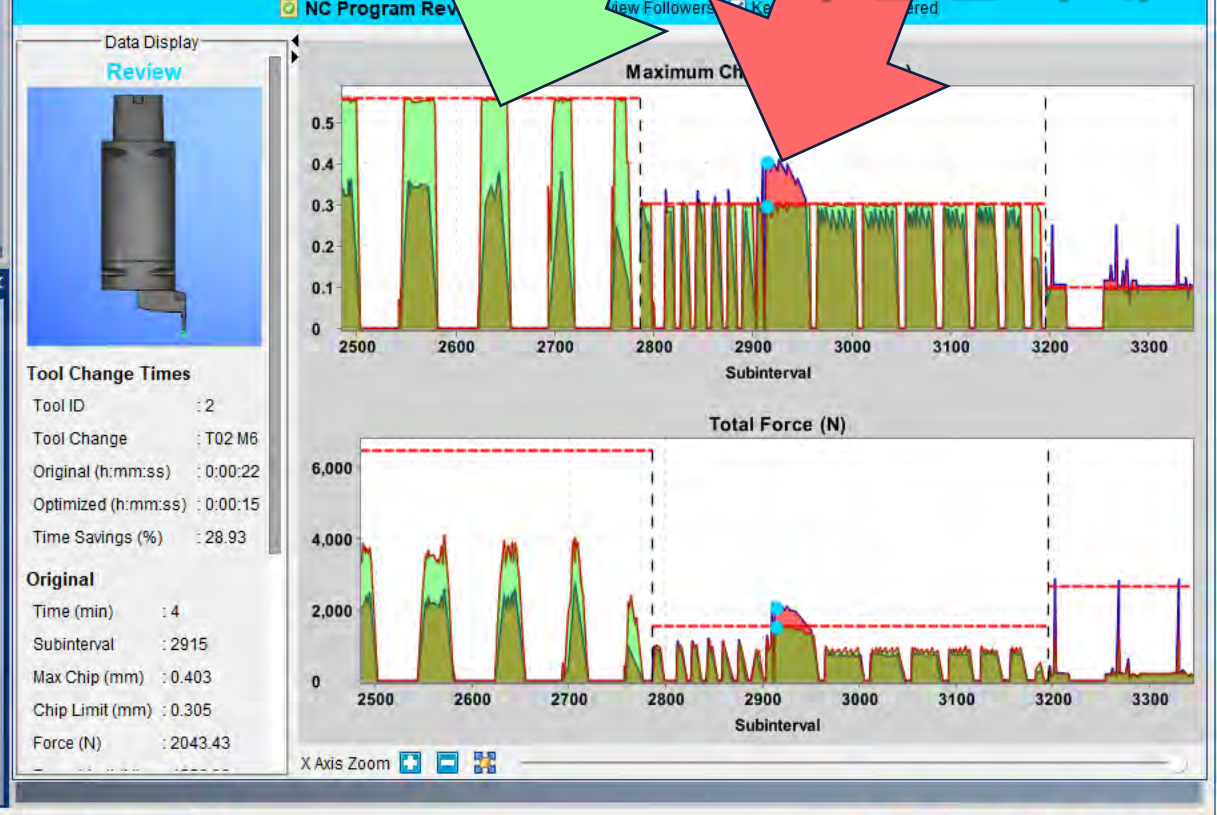 NC Program Rev
view Followers
ered
Data Display
Review
Tool Change Times
Tool ID : 2
Tool Change : T02 M6
Original (h:mm:ss) : 0:00:22
Optimized (h:mm:ss) : 0:00:15
Time Savings (%) : 28.93
Original
Time (min) : 4
Subinterval : 2915
Max Chip (mm) : 0.403
Chip Limit (mm) : 0.305
Force (N) : 2043.43
Maximum Ch
0.5
0.4
0.3
0.2
0.1
0
2500 2600 2700 2800 2900 3000 3100 3200 3300
Subinterval
Total Force (N)
6,000
4,000
2,000
0
2500 2600 2700 2800 2900 3000 3100 3200 3300
Subinterval
X Axis Zoom